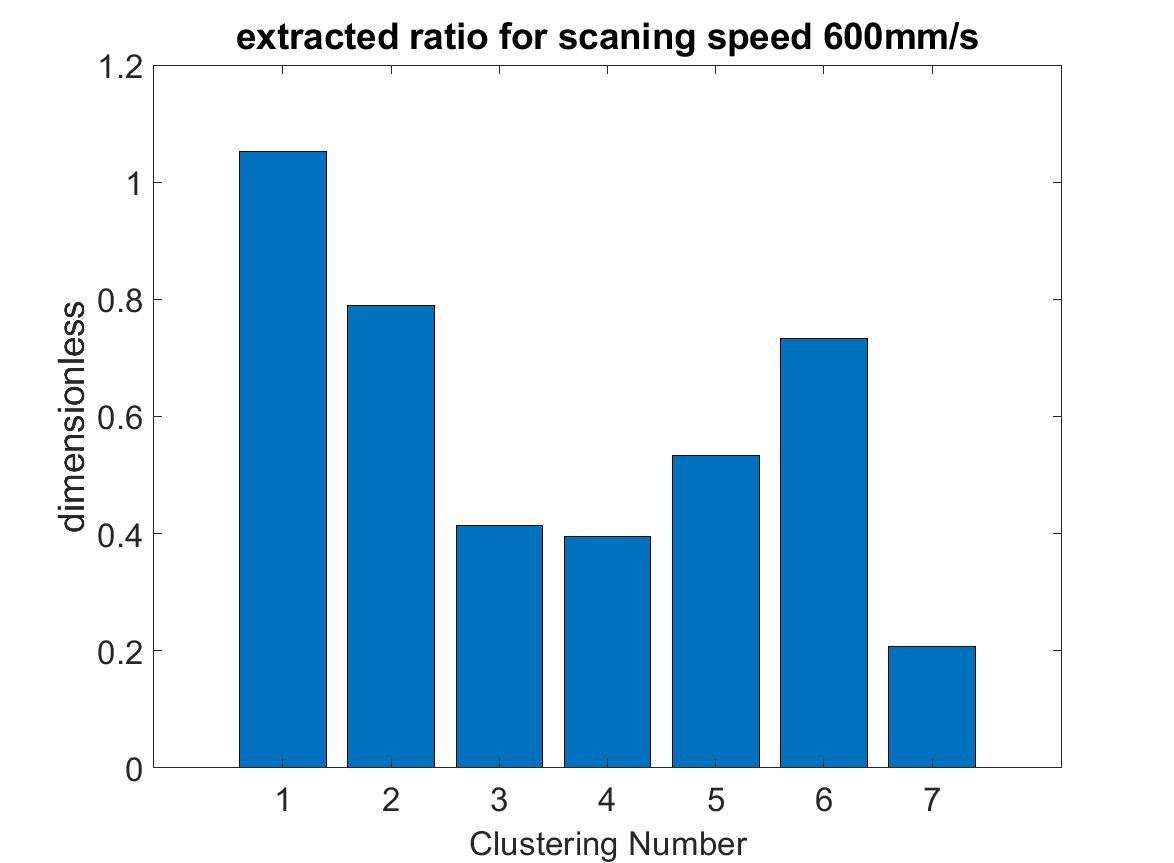 extracted ratio for scaning speed 600mm/s
1.2
1
0.8
0.6
0.4
0.2
0
dimensionless
1 2 3 4 5 6 7
Clustering Number